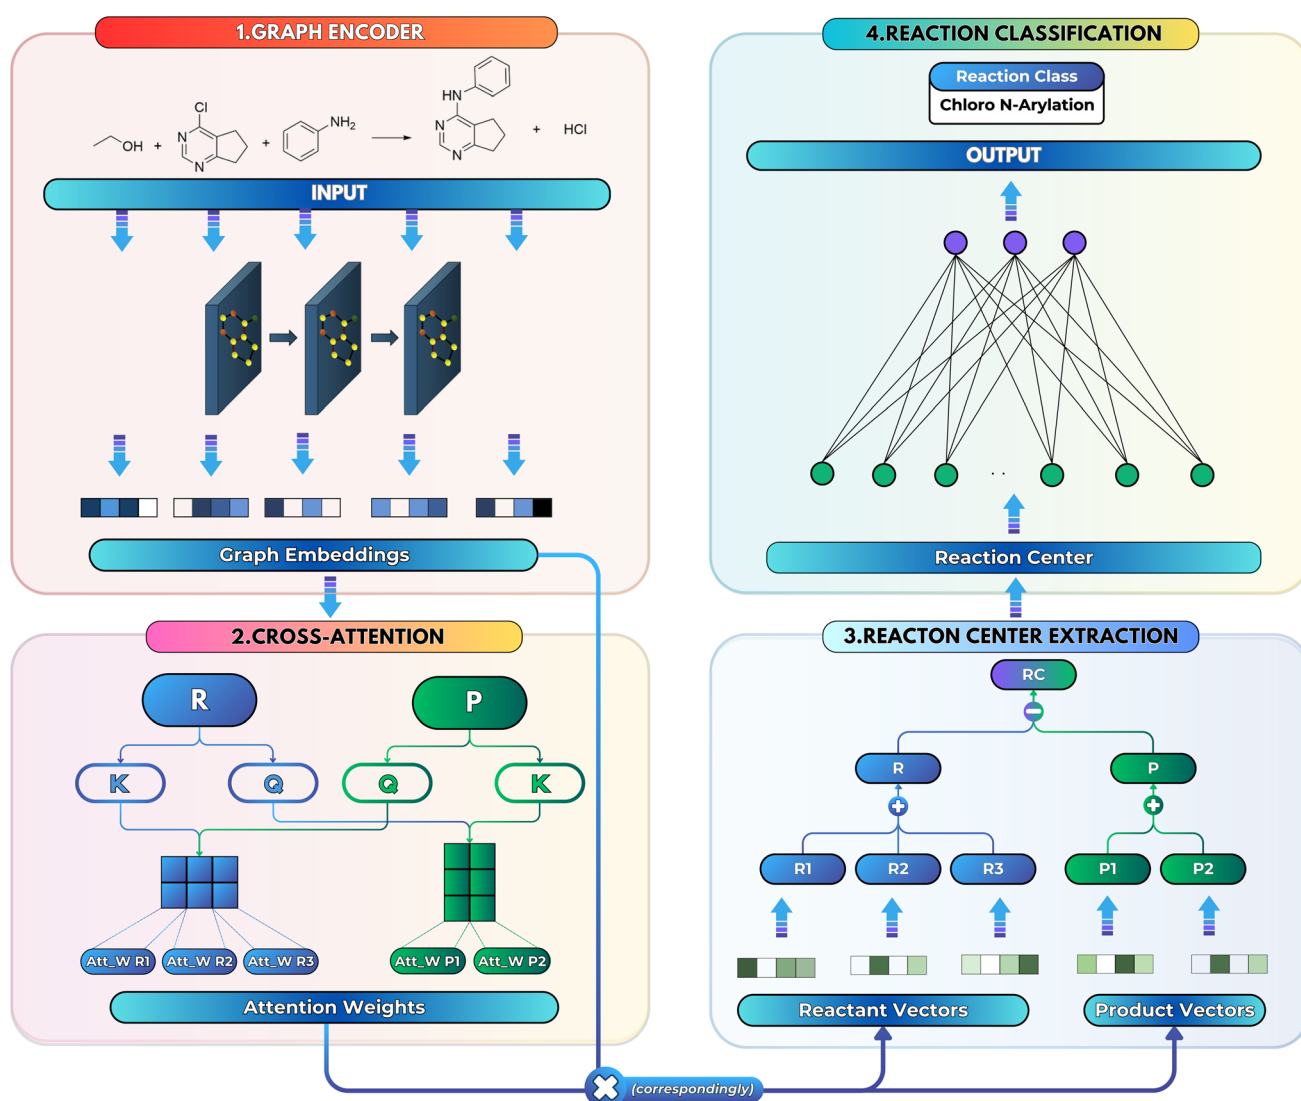 1.GRAPH ENCODER
Cl
N
N
OH
+
+
NH2
HN
N
N
+
HCl
INPUT
Graph Embeddings
2.CROSS-ATTENTION
R
P
K
Q
Q
K
Att_W R1
Att_W R2
Att_W R3
Att_W P1
Att_W P2
Attention Weights
(correspondingly)
4.REACTION CLASSIFICATION
Reaction Class
Chloro N-Arylation
OUTPUT
. .
Reaction Center
3.REACTON CENTER EXTRACTION
RC
R
P
R1
R2
R3
P1
P2
Reactant Vectors
Product Vectors